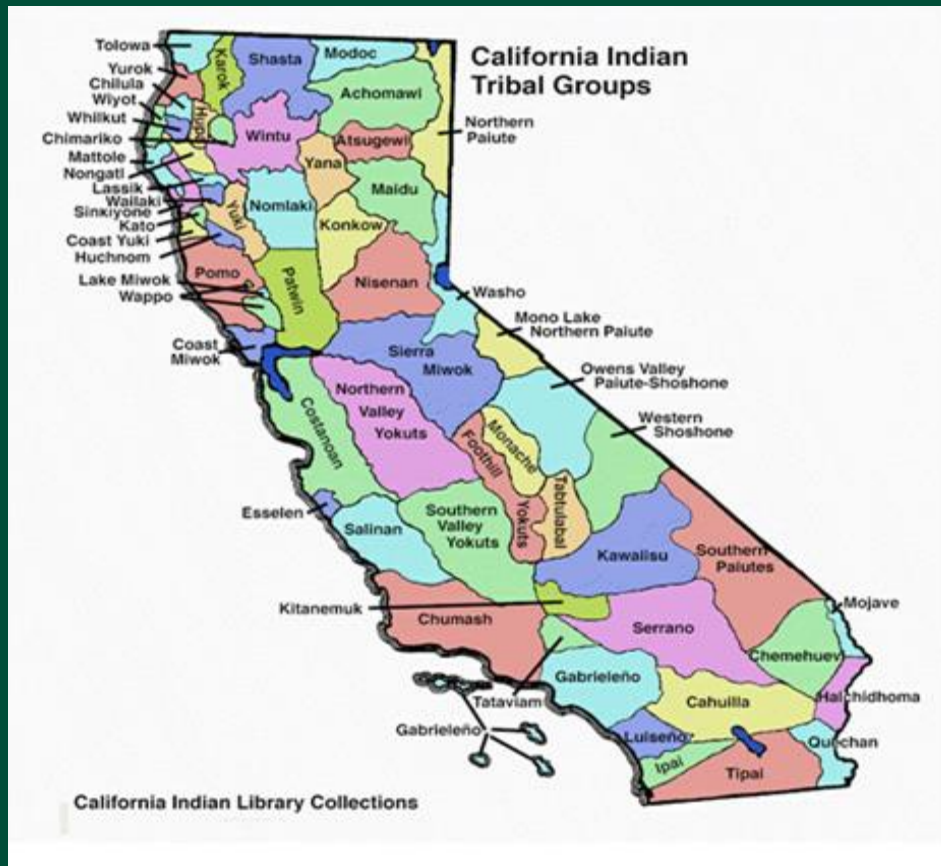 California Indian
Tribal Groups
Tolowa
Yurok
Chilula
Wiyot
Whilkut
Chimariko
Mattole
Nongatl
Lassik
Wailaki
Sinkiyone
Kato
Coast Yuki
Huchnom
Lake Miwok
Wappo
Coast
Miwok
Karok
Shasta
Modoc
Achomawi
Northern
Paiute
Hupa
Wintu
Atsugewi
Yana
Maidu
Yuki
Nomlaki
Konkow
?
Pomo
Patwin
Nisenan
Washo
Mono Lake
Northern Paiute
Sierra
Miwok
Owens Valley
Paiute-Shoshone
Northern
Valley
Yokuts
Costanoan
Western
Shoshone
Monache
Foothill
Yokuts
Tabtulabal
Esselen
Salinan
Southern
Valley
Yokuts
Kawaiisu
Southern
Paiutes
Kitanemuk
Chumash
Serrano
Mojave
Chemehuevi
Tataviam
Gabrieleño
Cahuilla
Halchidhoma
Gabrieleño
Luiseño
Quechan
Ipai
Tipai
California Indian Library Collections